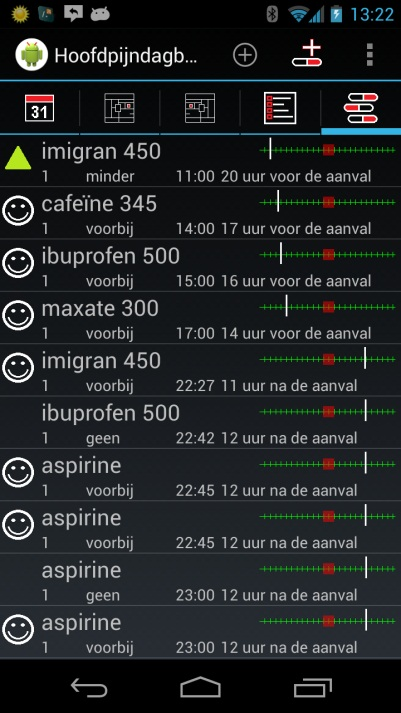 13:22
Hoofdpijndagb...
31
imigran 450
1 minder 11:00 20 uur voor de aanval
cafeïne 345
1 voorbij 14:00 17 uur voor de aanval
ibuprofen 500
1 voorbij 15:00 16 uur voor de aanval
maxate 300
1 voorbij 17:00 14 uur voor de aanval
imigran 450
1 voorbij 22:27 11 uur na de aanval
ibuprofen 500
1 geen 22:42 12 uur na de aanval
aspirine
1 voorbij 22:45 12 uur na de aanval
aspirine
1 voorbij 22:45 12 uur na de aanval
aspirine
1 geen 23:00 12 uur na de aanval
aspirine
1 voorbij 23:00 12 uur na de aanval